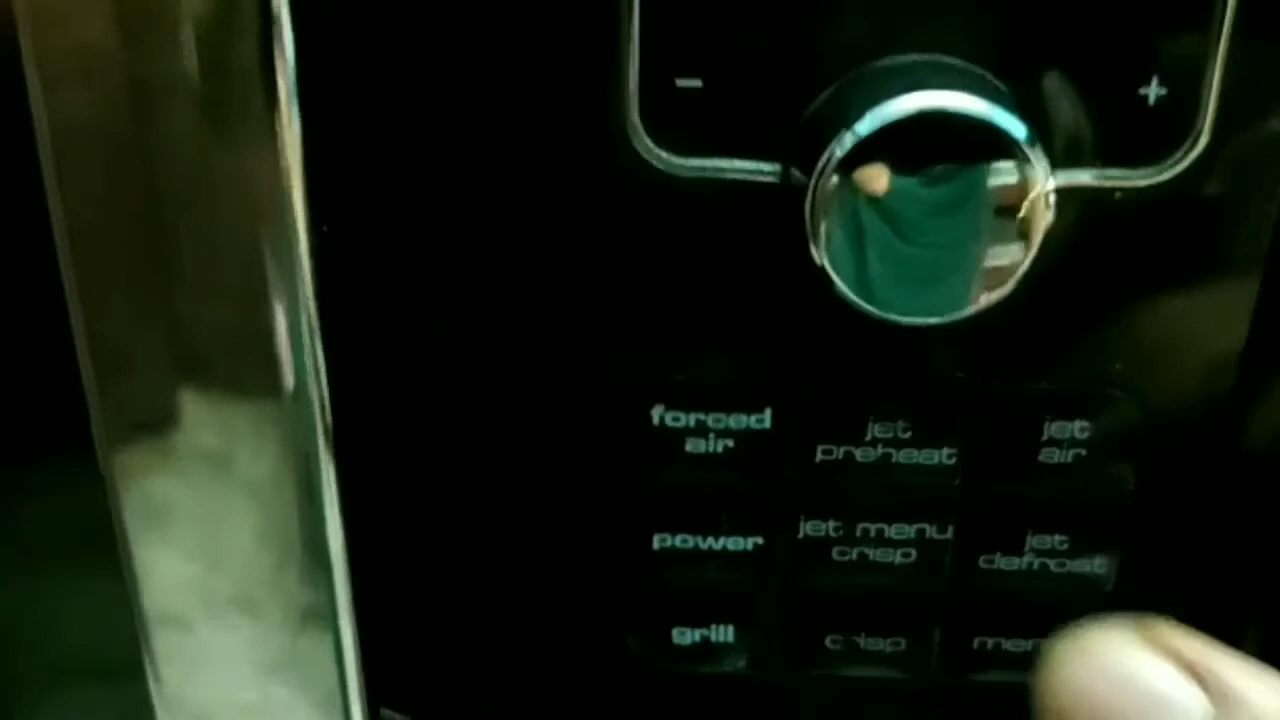 - +
forced
air
jet
preheat
jet
air
power
jet menu
crisp
jet
defrost
grill
crisp